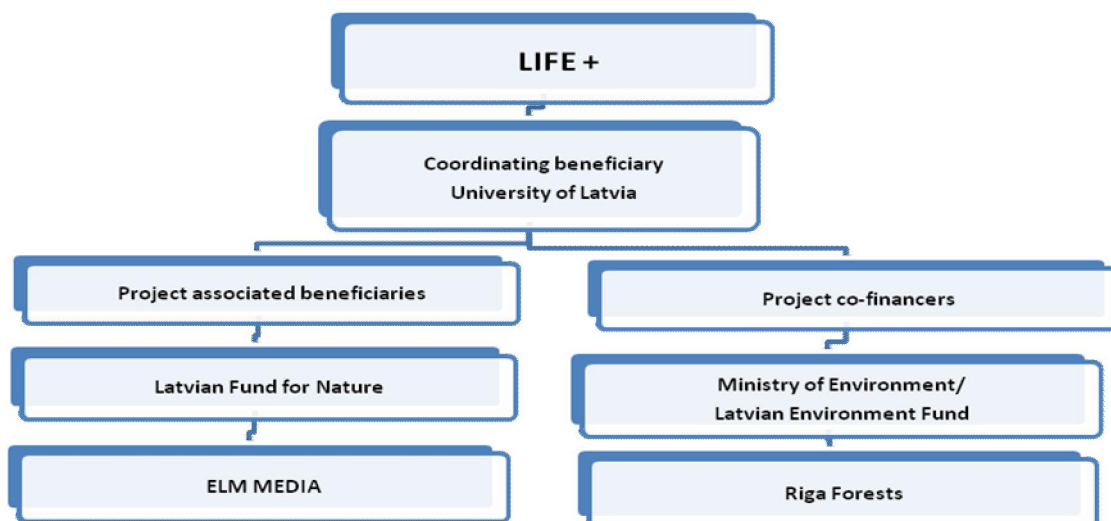 LIFE +
Coordinating beneficiary
University of Latvia
Project associated beneficiaries
Project co-financers
Latvian Fund for Nature
Ministry of Environment/
Latvian Environment Fund
ELM MEDIA
Riga Forests